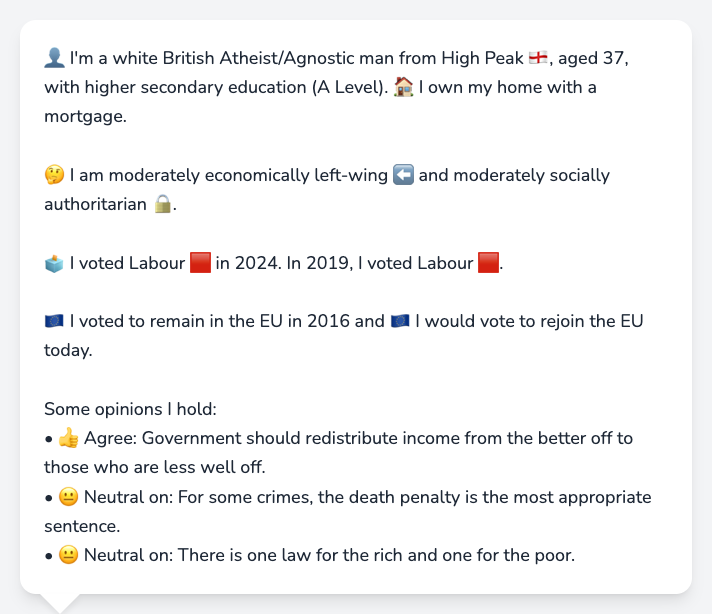 👤 I'm a white British Atheist/Agnostic man from High Peak 🏴󠁧󠁢󠁥󠁮󠁧󠁿, aged 37,
with higher secondary education (A Level). 🏠 I own my home with a
mortgage.
🤔 I am moderately economically left-wing ⬅️ and moderately socially
authoritarian 🔒.
🗳️ I voted Labour 🟥 in 2024. In 2019, I voted Labour 🟥.
🇪🇺 I voted to remain in the EU in 2016 and 🇪🇺 I would vote to rejoin the EU
today.
Some opinions I hold:
• 👍 Agree: Government should redistribute income from the better off to
those who are less well off.
• 😐 Neutral on: For some crimes, the death penalty is the most appropriate
sentence.
• 😐 Neutral on: There is one law for the rich and one for the poor.